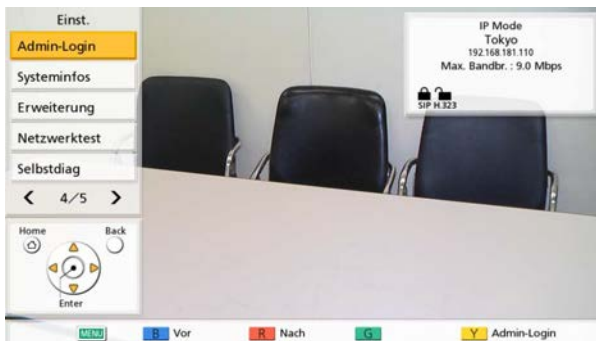 Einst.
Admin-Login
Systeminfos
Erweiterung
Netzwerktest
Selbstdiag
4/5
Home
Back
Enter
IP Mode
Tokyo
192.168.181.110
Max. Bandbr. : 9.0 Mbps
SIP H.323
MENU
B Vor
R Nach
G
Y Admin-Login